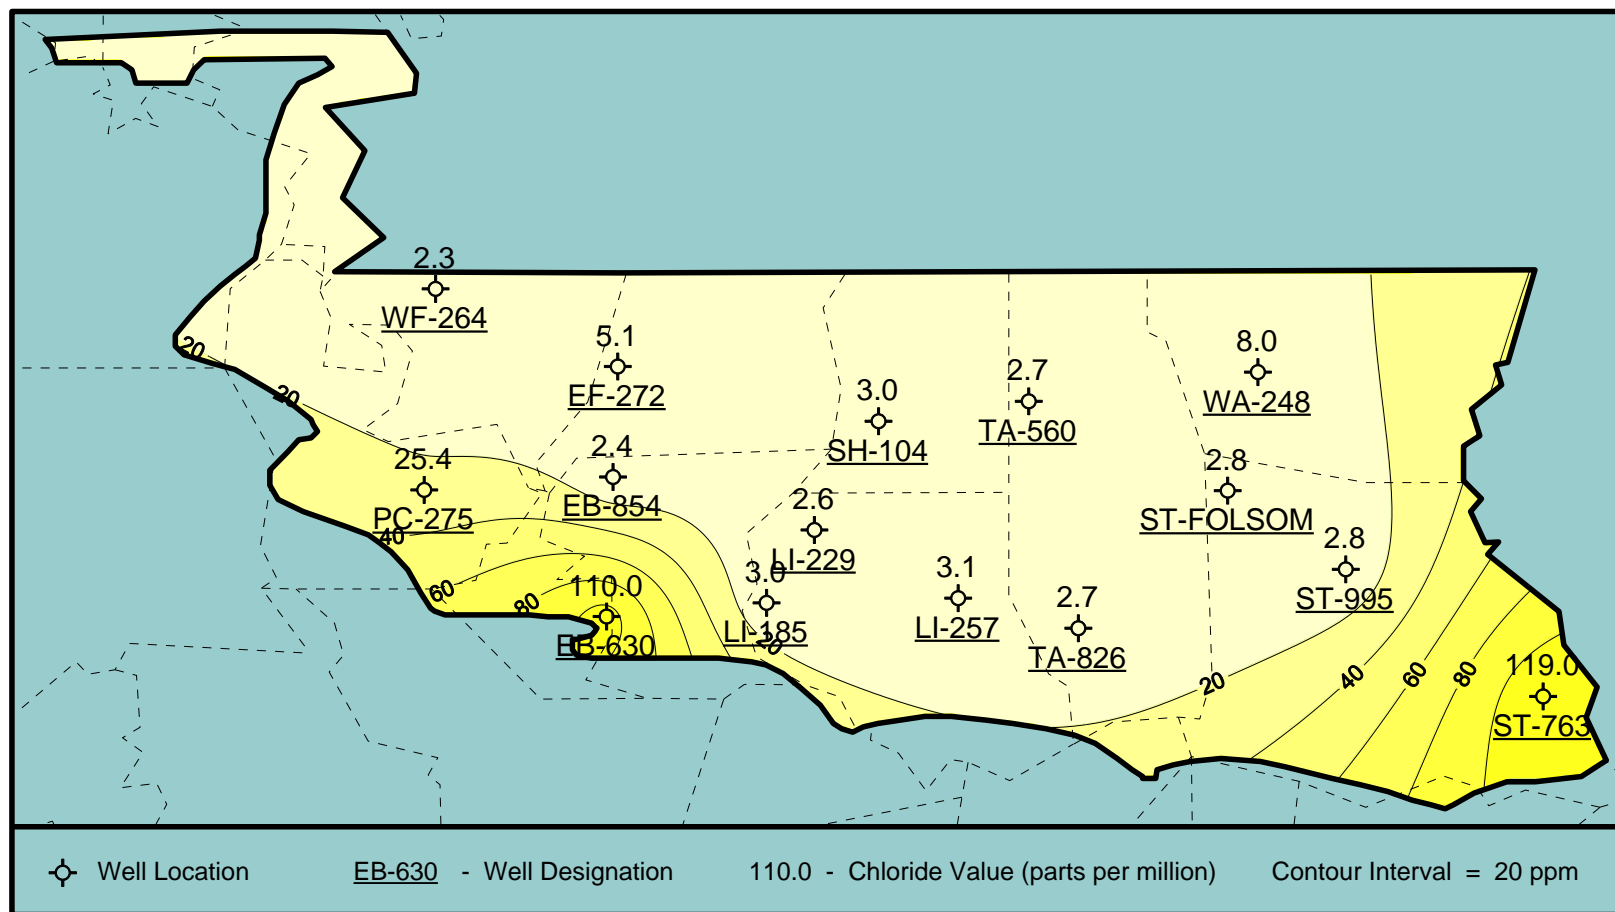 2.3
WF-264
20
5.1
EF-272
8.0
WA-248
20
3.0
SH-104
2.7
TA-560
25.4
PC-275
2.4
EB-854
2.8
ST-FOLSOM
40
2.6
LI-229
2.8
ST-995
60
80
110.0
EB-630
3.0
LI-185
3.1
LI-257
2.7
TA-826
20
20
40
60
80
119.0
ST-763
Well Location
EB-630 - Well Designation
110.0 - Chloride Value (parts per million)
Contour Interval = 20 ppm